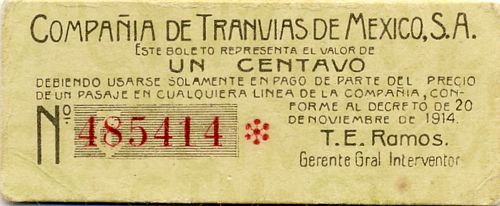 COMPAÑIA DE TRANVIAS DE MEXICO, S.A.
ESTE BOLETO REPRESENTA EL VALOR DE
UN CENTAVO
DEBIENDO USARSE SOLAMENTE EN PAGO DE PARTE DEL PRECIO
DE UN PASAJE EN CUALQUIERA LINEA DE LA COMPAÑIA, CON-
FORME AL DECRETO DE 20
DE NOVIEMBRE DE 1914.
Nº 485414
T. E. Ramos.
Gerente Gral Interventor